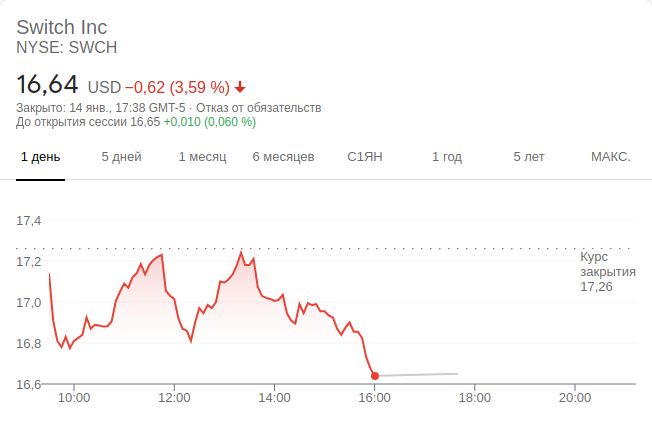 Switch Inc
NYSE: SWCH
16,64 USD −0,62 (3,59 %)
Закрыто: 14 янв., 17:38 GMT-5 · Отказ от обязательств
До открытия сессии 16,65 +0,010 (0,060 %)
1 день 5 дней 1 месяц 6 месяцев С1ЯН 1 год 5 лет МАКС.
17,4
17,2
17,0
16,8
16,6
Курс
закрытия
17,26
10:00 12:00 14:00 16:00 18:00 20:00